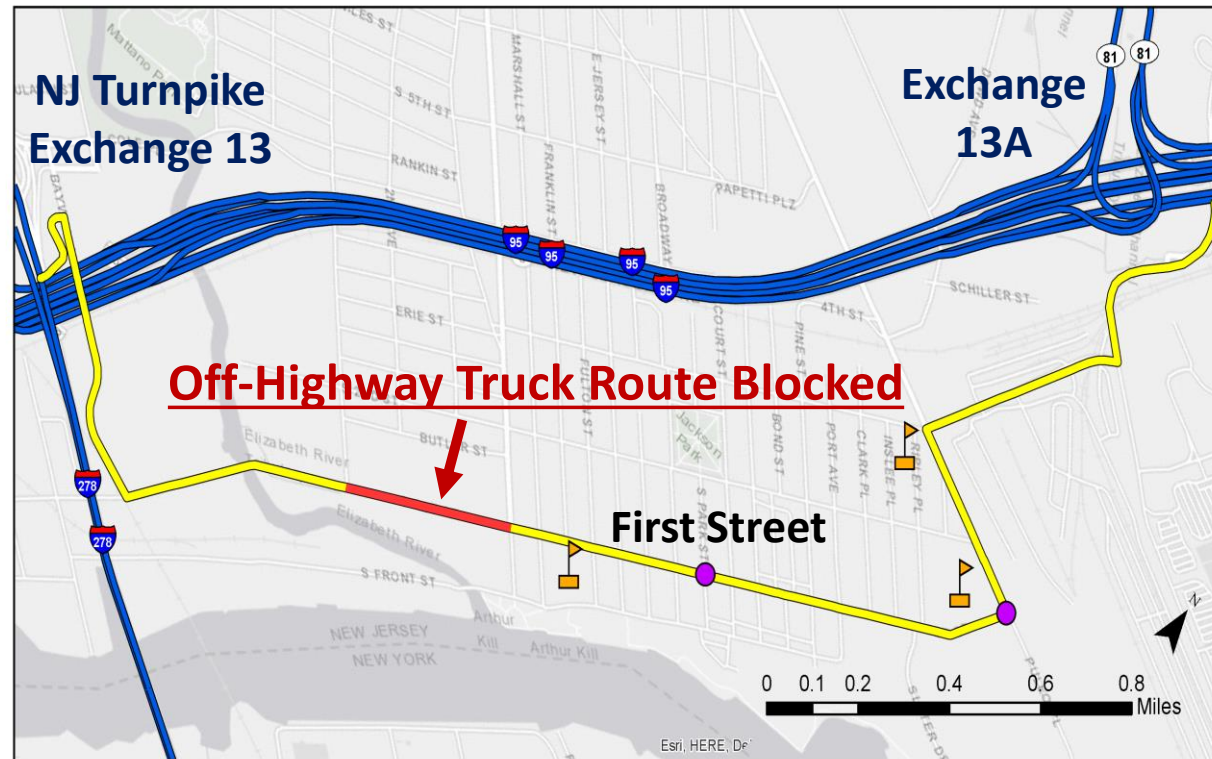 NJ Turnpike
Exchange 13
Exchange
13A
81
81
S 5TH ST
RANKIN ST
MARSHALL ST
FRANKLIN ST
E JERSEY ST
BROADWAY
PAPETTI PLZ
95
95
95
95
SCHILLER ST
4TH ST
ERIE ST
COURT ST
PINE ST
FULTON ST
Off-Highway Truck Route Blocked
BUTLER ST
Jackson
Park
BOND ST
PORT AVE
CLARK PL
INSLEE PL
RIPLEY PL
Elizabeth River
278
278
First Street
S PARK ST
Elizabeth River
S FRONT ST
NEW JERSEY
NEW YORK
Arthur
Kill
Arthur Kill
N
0 0.1 0.2 0.4 0.6 0.8
Miles
Esri, HERE, De